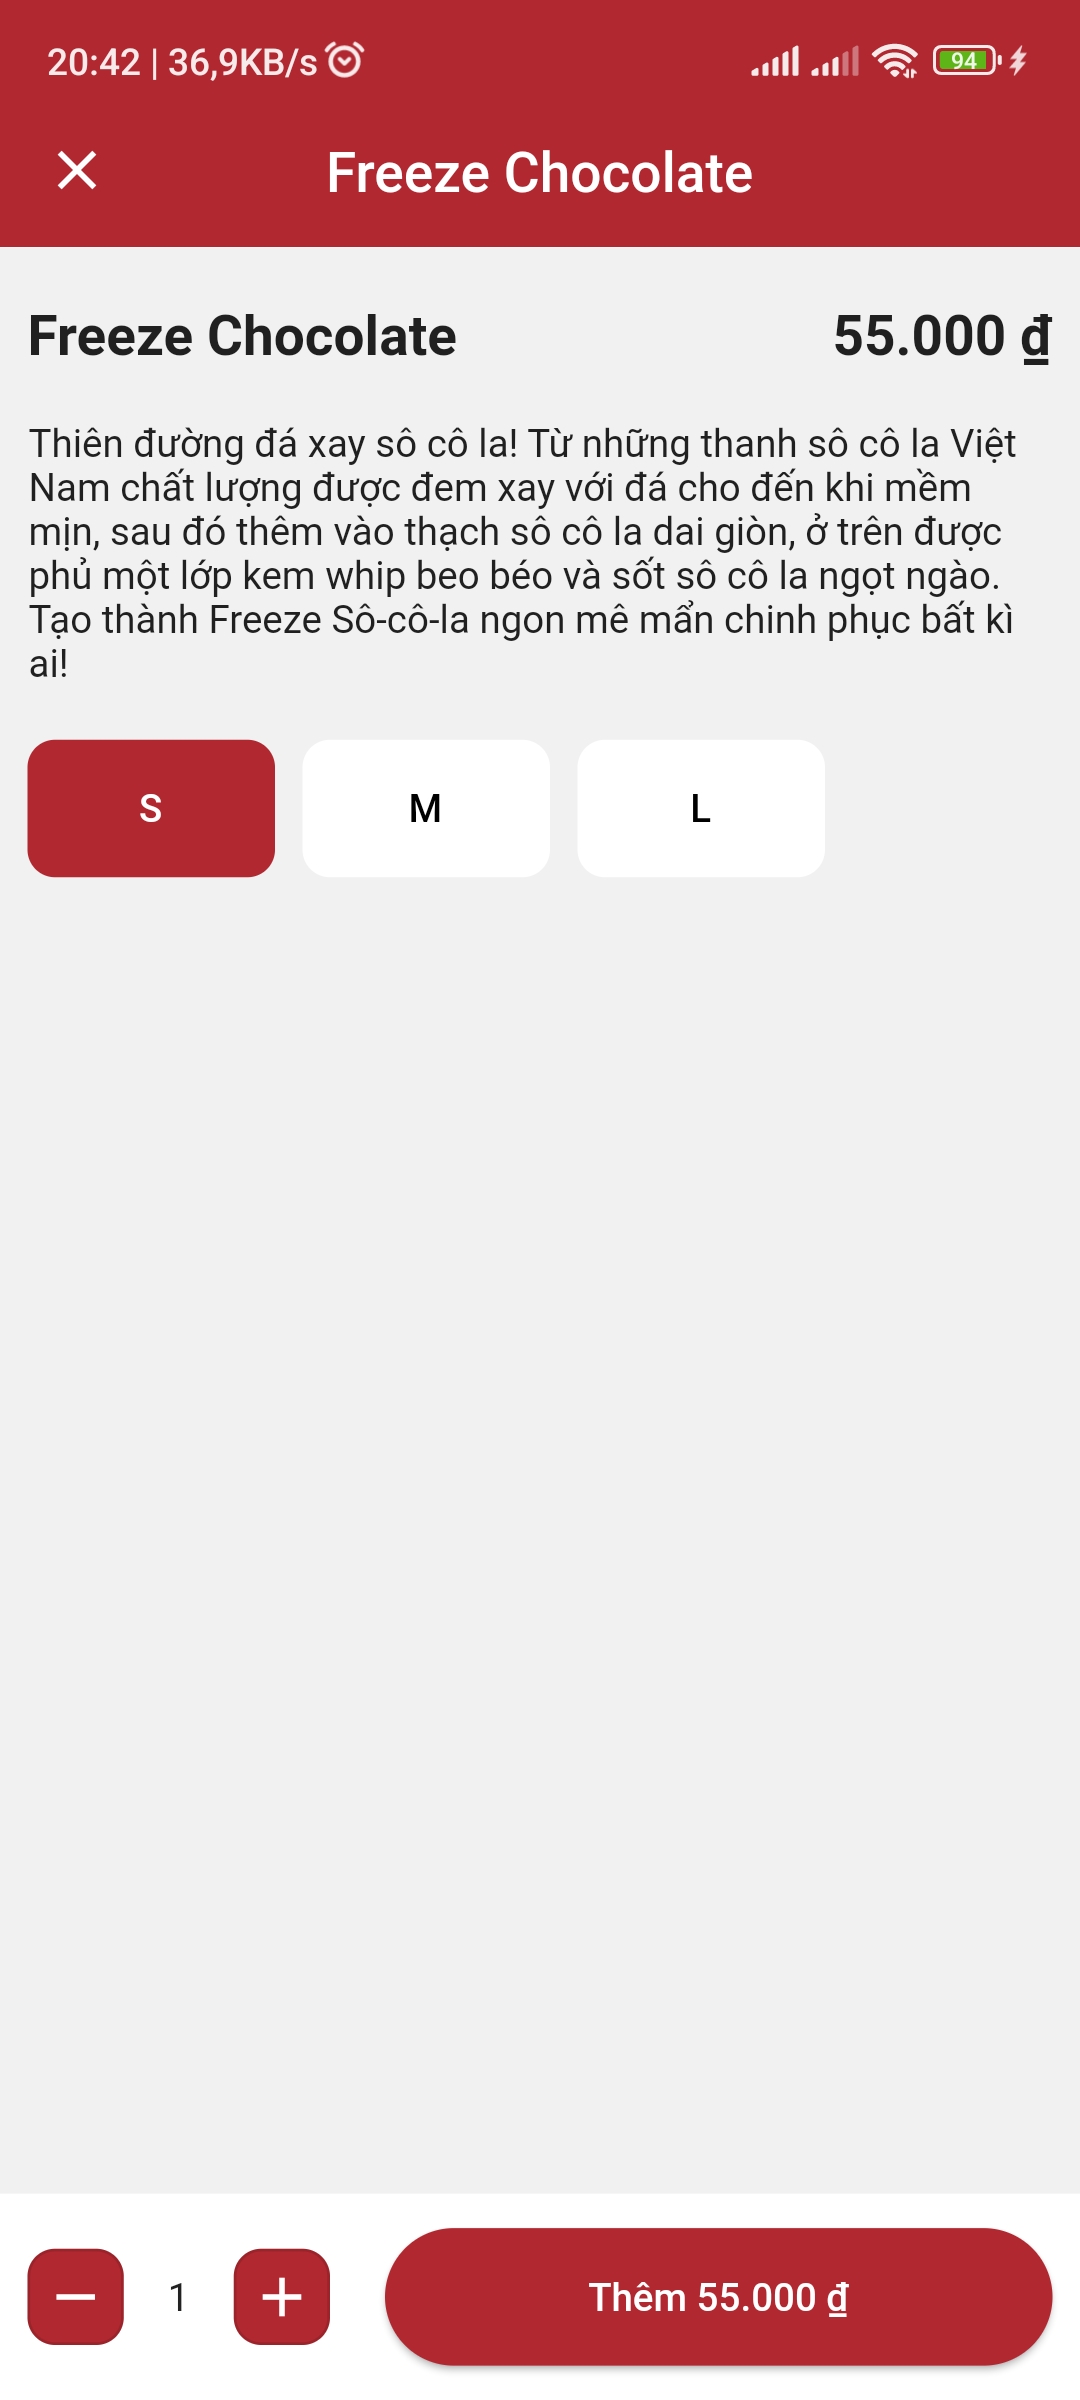 20:42 | 36,9KB/s
94
Freeze Chocolate
Freeze Chocolate 55.000 ₫
Thiên đường đá xay sô cô la! Từ những thanh sô cô la Việt
Nam chất lượng được đem xay với đá cho đến khi mềm
mịn, sau đó thêm vào thạch sô cô la dai giòn, ở trên được
phủ một lớp kem whip beo béo và sốt sô cô la ngọt ngào.
Tạo thành Freeze Sô-cô-la ngon mê mẩn chinh phục bất kì
ai!
S M L
1 Thêm 55.000 ₫